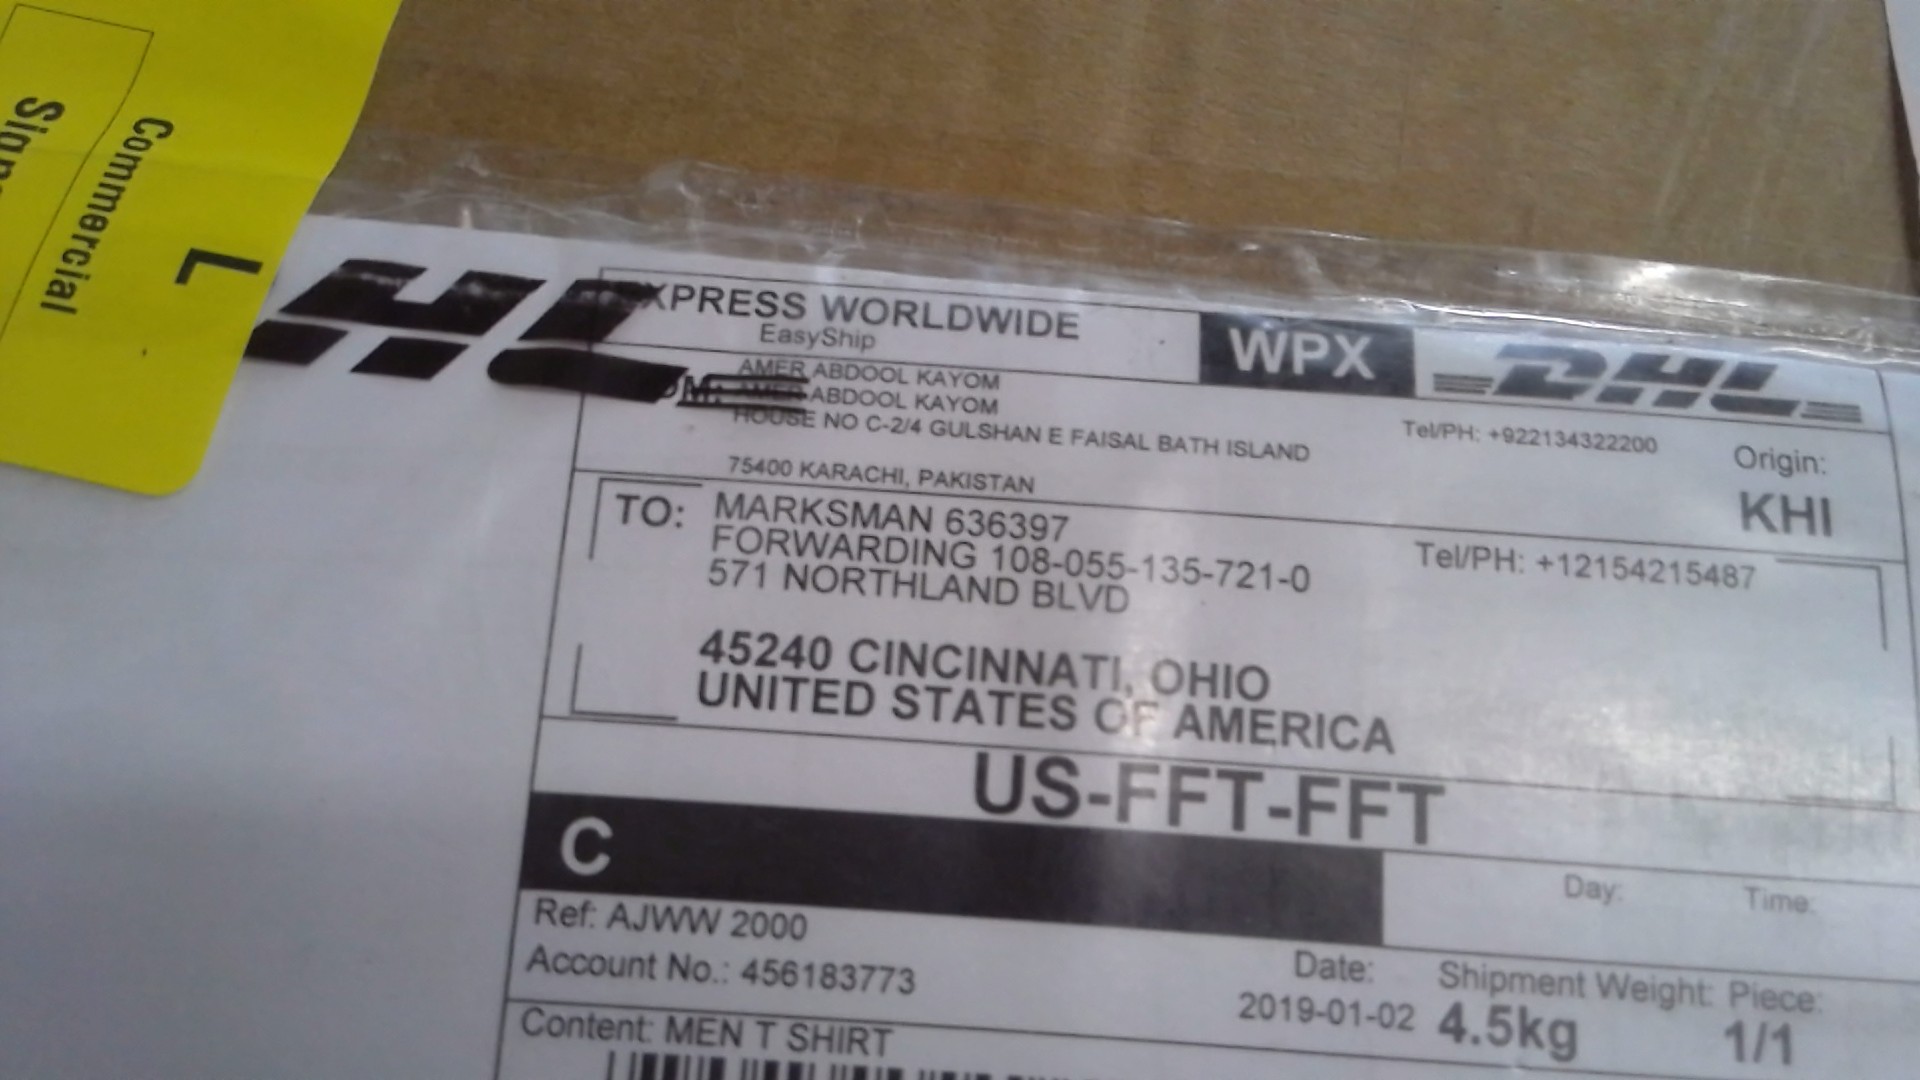 Commercial
L
EXPRESS WORLDWIDE
EasyShip
WPX
DHL
AMER ABDOOL KAYOM
AMER ABDOOL KAYOM
HOUSE NO C-2/4 GULSHAN E FAISAL BATH ISLAND
Tel/PH: +922134322200
75400 KARACHI, PAKISTAN
Origin:
KHI
TO: MARKSMAN 636397
FORWARDING 108-055-135-721-0
Tel/PH: +12154215487
571 NORTHLAND BLVD
45240 CINCINNATI, OHIO
UNITED STATES OF AMERICA
US-FFT-FFT
C
Day:
Time:
Ref: AJWW 2000
Account No.: 456183773
Date:
2019-01-02
Shipment Weight:
4.5kg
Piece:
1/1
Content: MEN T SHIRT